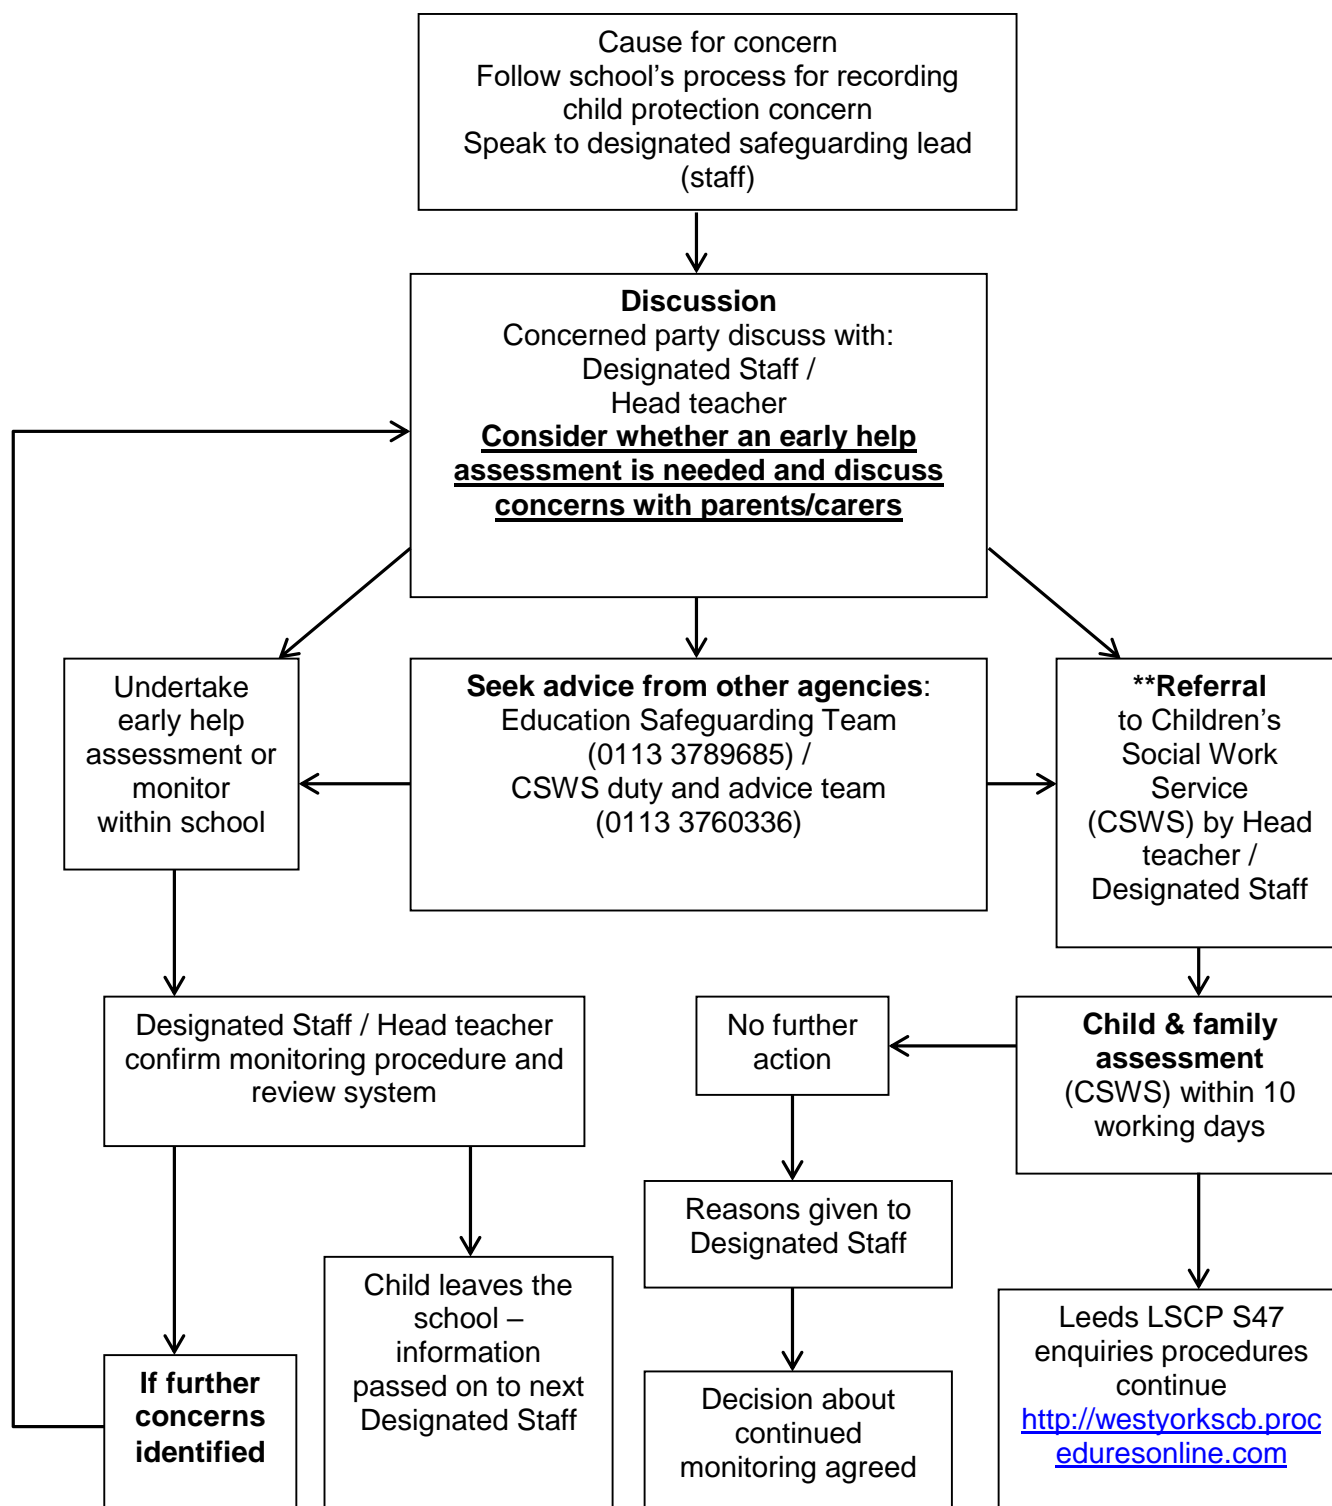 Cause for concern
Follow school's process for recording
child protection concern
Speak to designated safeguarding lead
(staff)
Discussion
Concerned party discuss with:
Designated Staff /
Head teacher
Consider whether an early help
assessment is needed and discuss
concerns with parents/carers
Undertake
early help
assessment or
monitor
within school
Seek advice from other agencies:
Education Safeguarding Team
(0113 3789685) /
CSWS duty and advice team
(0113 3760336)
**Referral
to Children's
Social Work
Service
(CSWS) by Head
teacher /
Designated Staff
Designated Staff / Head teacher
confirm monitoring procedure and
review system
No further
action
Child & family
assessment
(CSWS) within 10
working days
Reasons given to
Designated Staff
If further
concerns
identified
Child leaves the
school –
information
passed on to next
Designated Staff
Decision about
continued
monitoring agreed
Leeds LSCP S47
enquiries procedures
continue
http://westyorkscb.proc
eduresonline.com